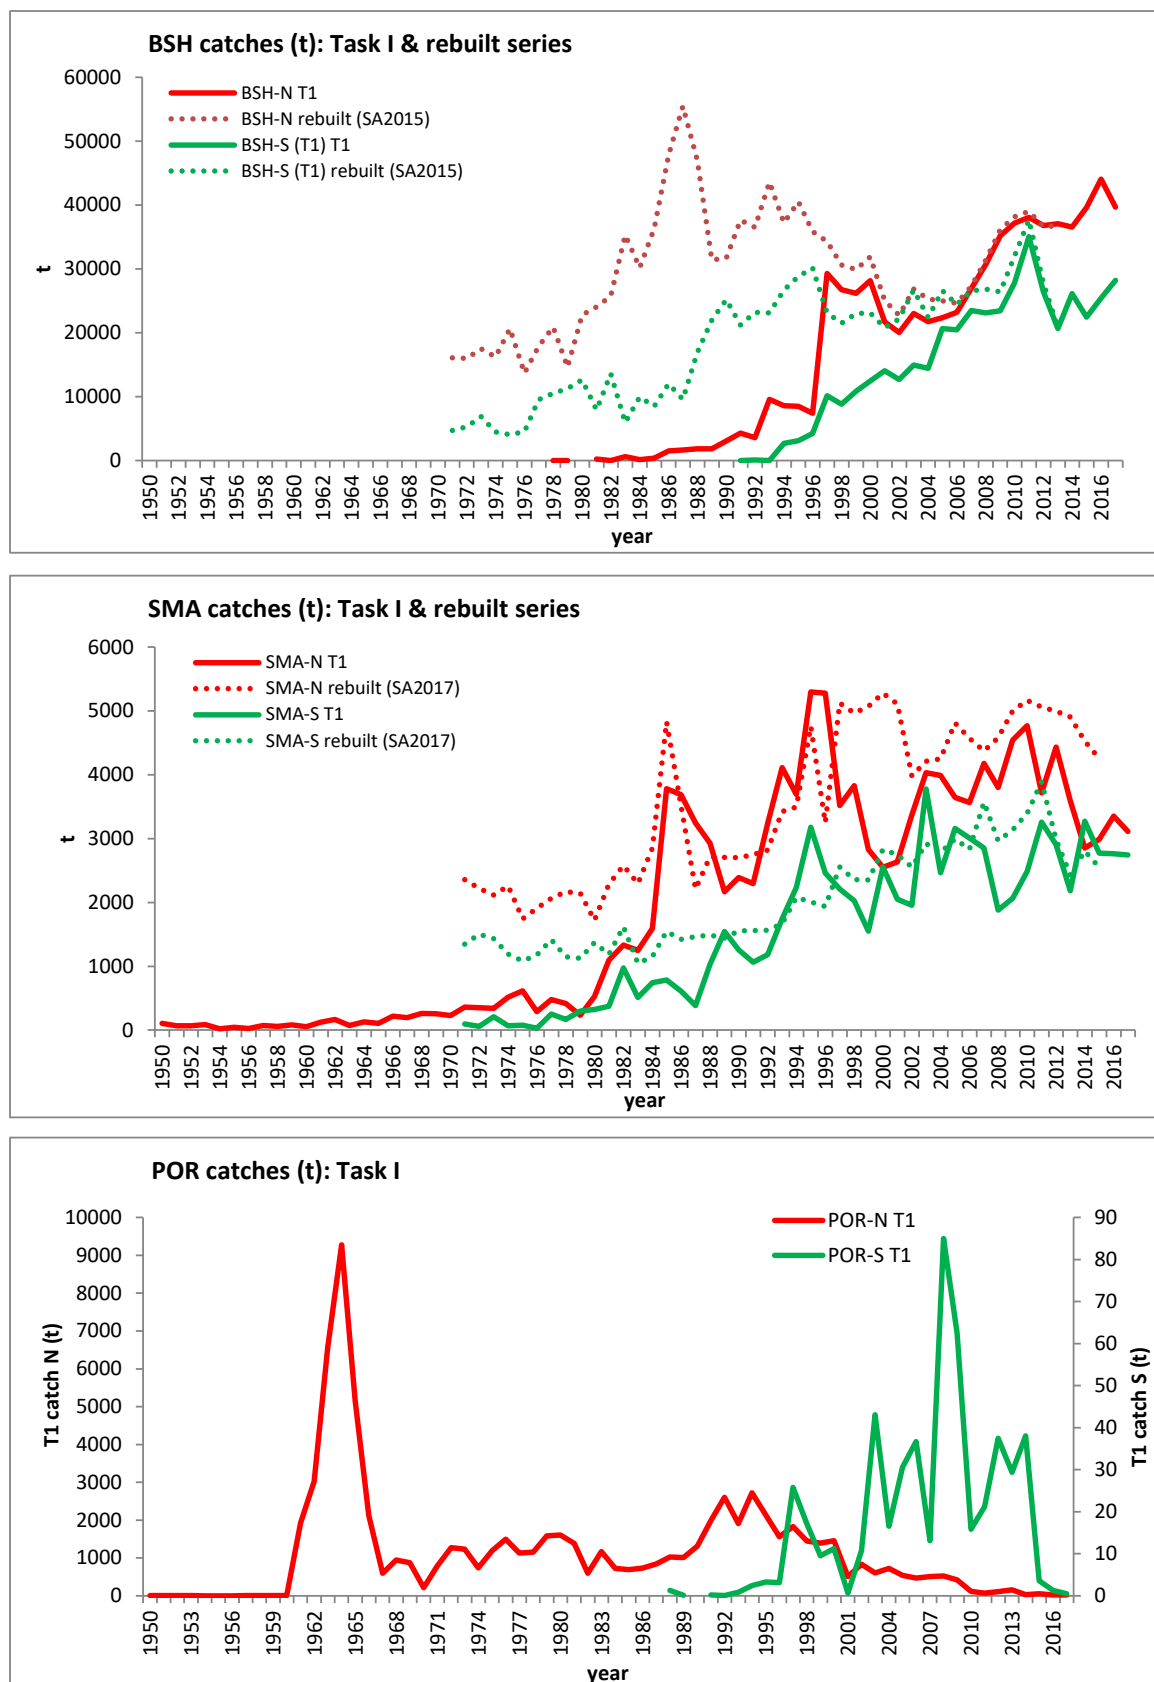 BSH catches (t): Task I & rebuilt series
60000
50000
40000
30000
20000
10000
0
t
BSH-N T1
BSH-N rebuilt (SA2015)
BSH-S (T1) T1
BSH-S (T1) rebuilt (SA2015)
1950 1952 1954 1956 1958 1960 1962 1964 1966 1968 1970 1972 1974 1976 1978 1980 1982 1984 1986 1988 1990 1992 1994 1996 1998 2000 2002 2004 2006 2008 2010 2012 2014 2016
year
SMA catches (t): Task I & rebuilt series
6000
5000
4000
3000
2000
1000
0
t
SMA-N T1
SMA-N rebuilt (SA2017)
SMA-S T1
SMA-S rebuilt (SA2017)
1950 1952 1954 1956 1958 1960 1962 1964 1966 1968 1970 1972 1974 1976 1978 1980 1982 1984 1986 1988 1990 1992 1994 1996 1998 2000 2002 2004 2006 2008 2010 2012 2014 2016
year
POR catches (t): Task I
10000
9000
8000
7000
6000
5000
4000
3000
2000
1000
0
T1 catch N (t)
POR-N T1
POR-S T1
90
80
70
60
50
40
30
20
10
0
T1 catch S (t)
1950 1953 1956 1959 1962 1965 1968 1971 1974 1977 1980 1983 1986 1989 1992 1995 1998 2001 2004 2007 2010 2013 2016
year